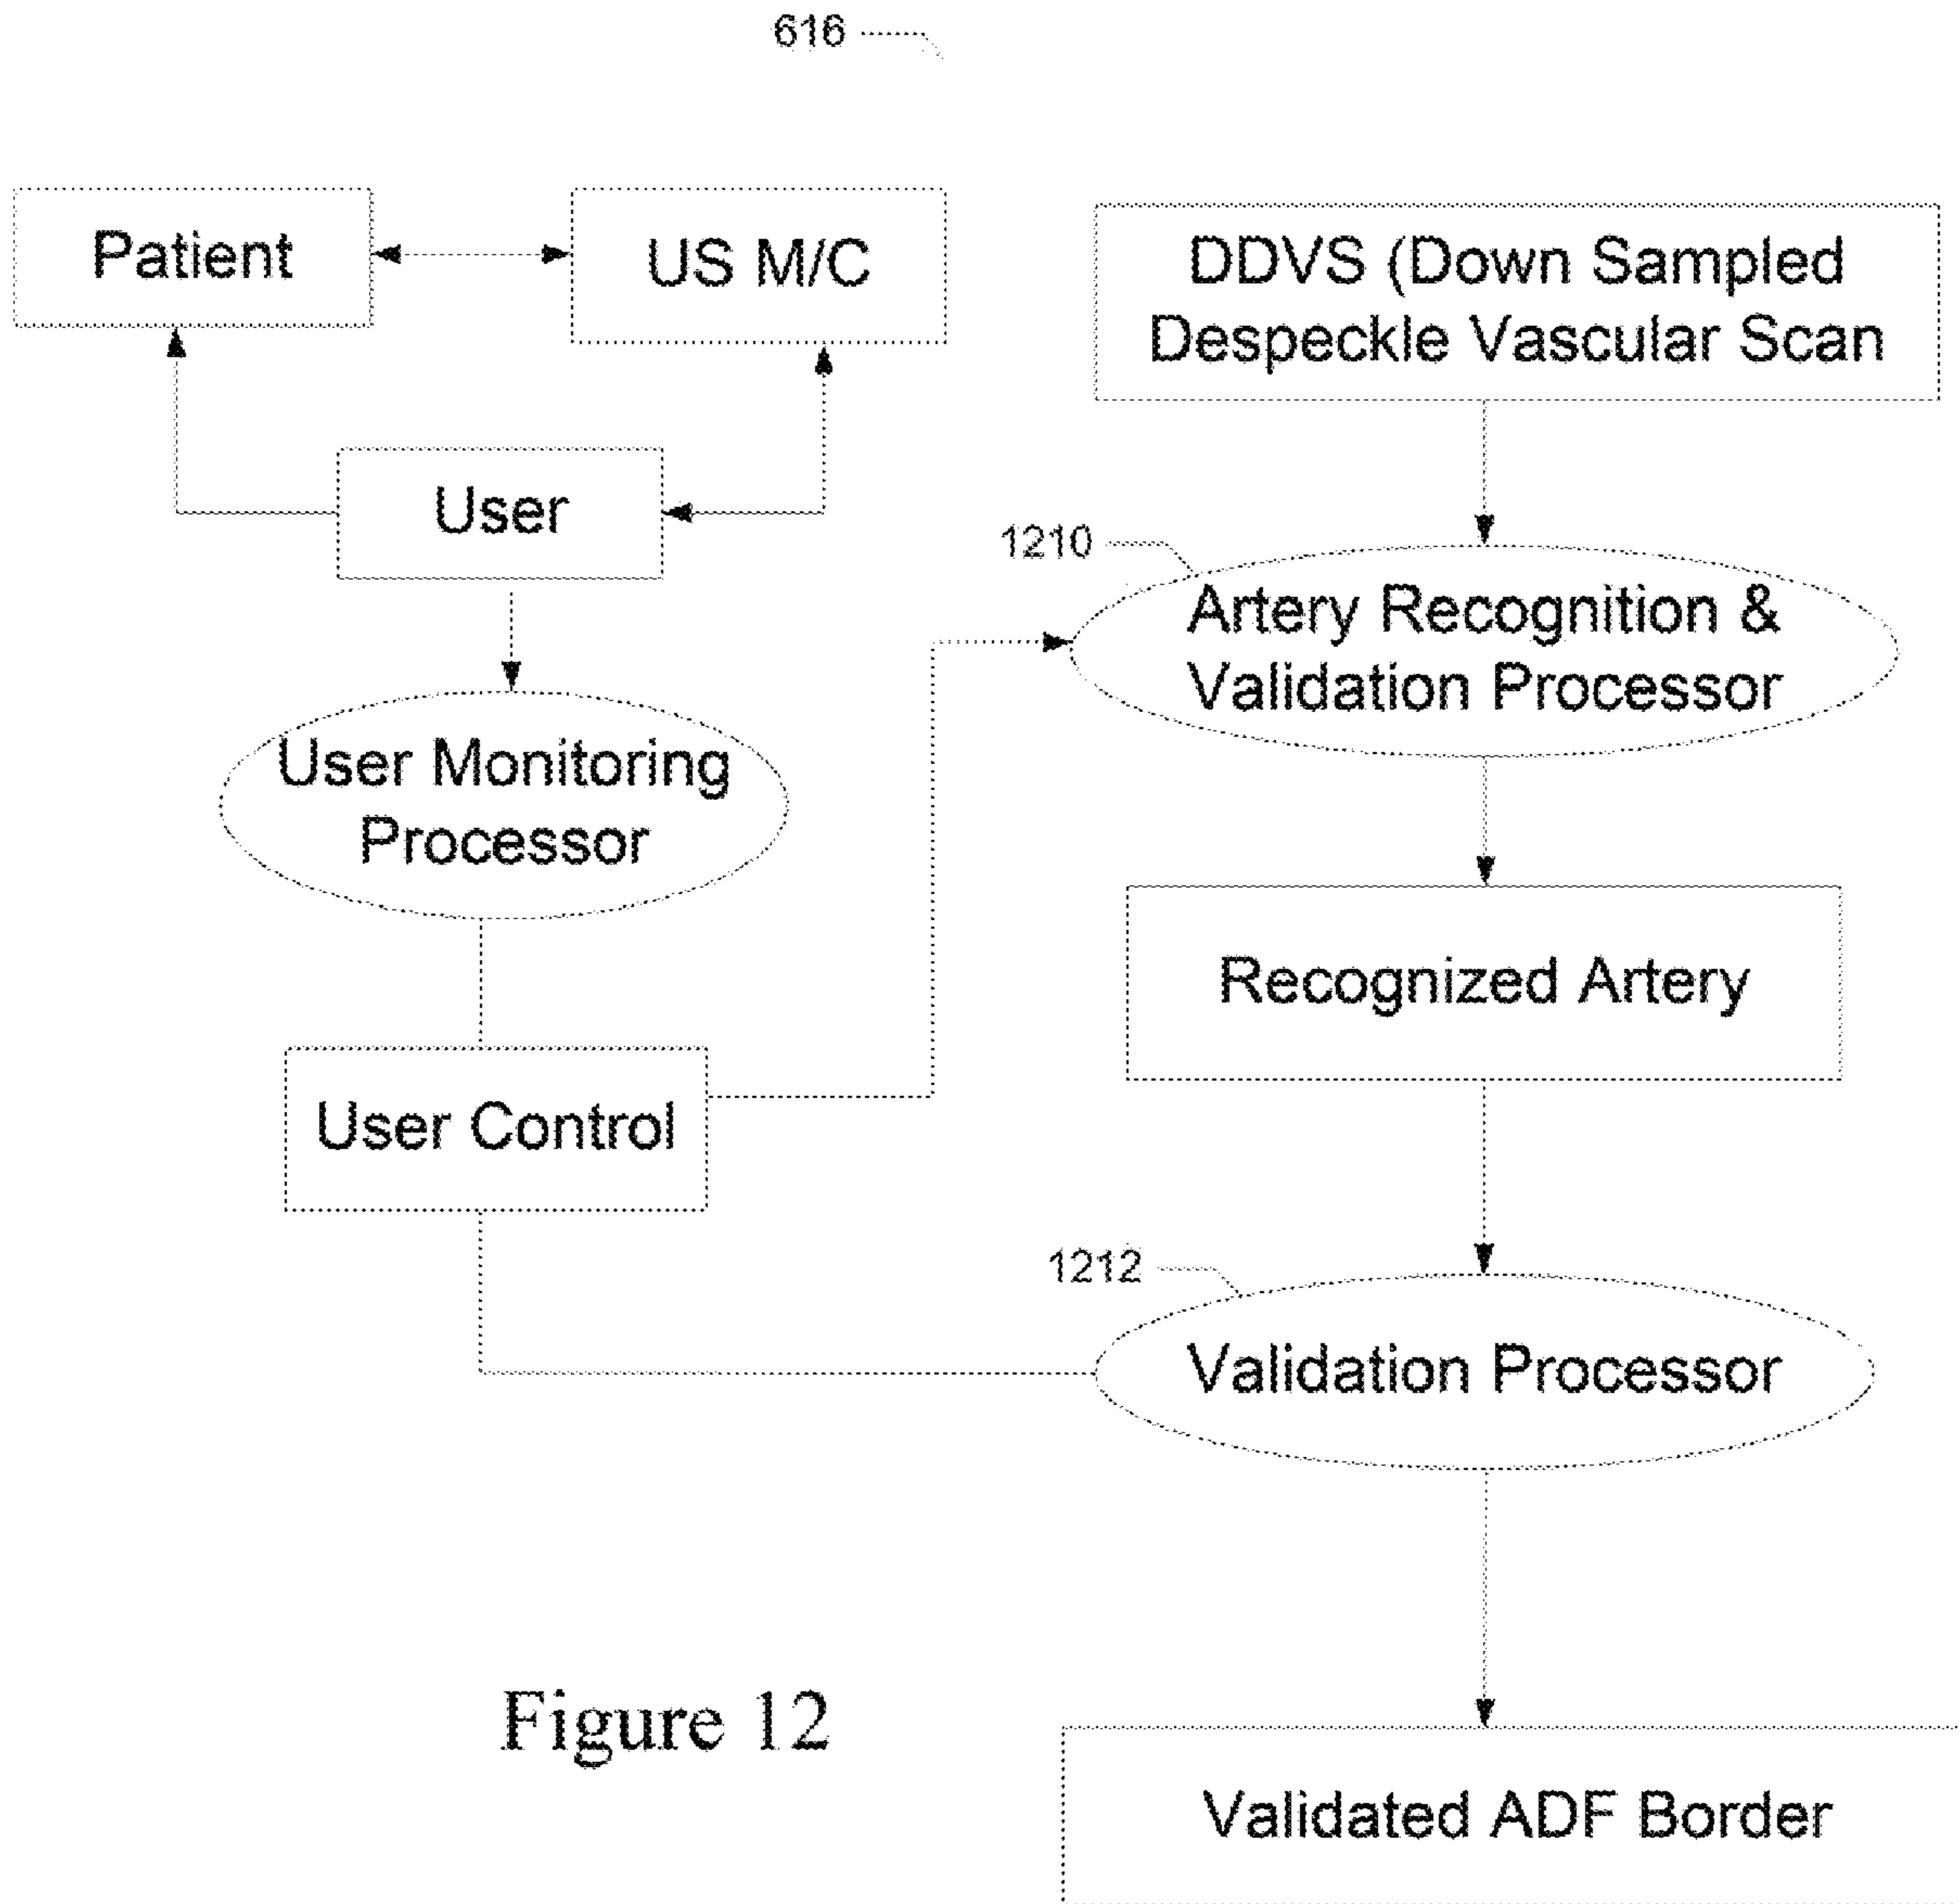 616
Patient
US M/C
DDVS (Down Sampled
Despeckle Vascular Scan
User
1210
Artery Recognition &
Validation Processor
User Monitoring
Processor
Recognized Artery
User Control
1212
Validation Processor
Figure 12
Validated ADF Border